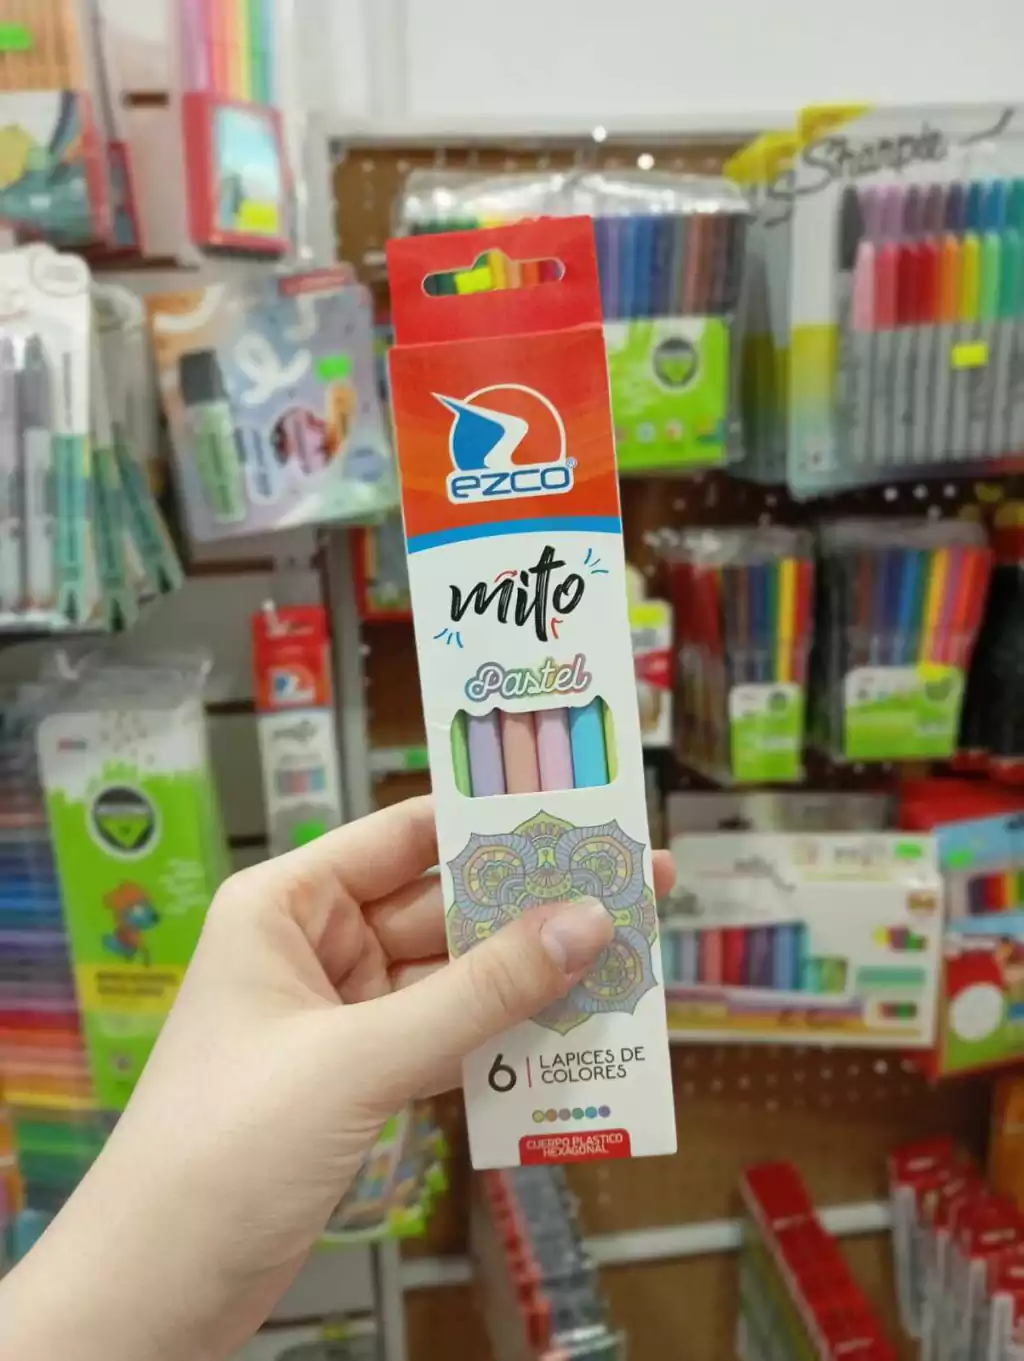 Sharpie
ezco®
mito
Pastel
6 LAPICES DE
COLORES
CUERPO PLASTICO
HEXAGONAL